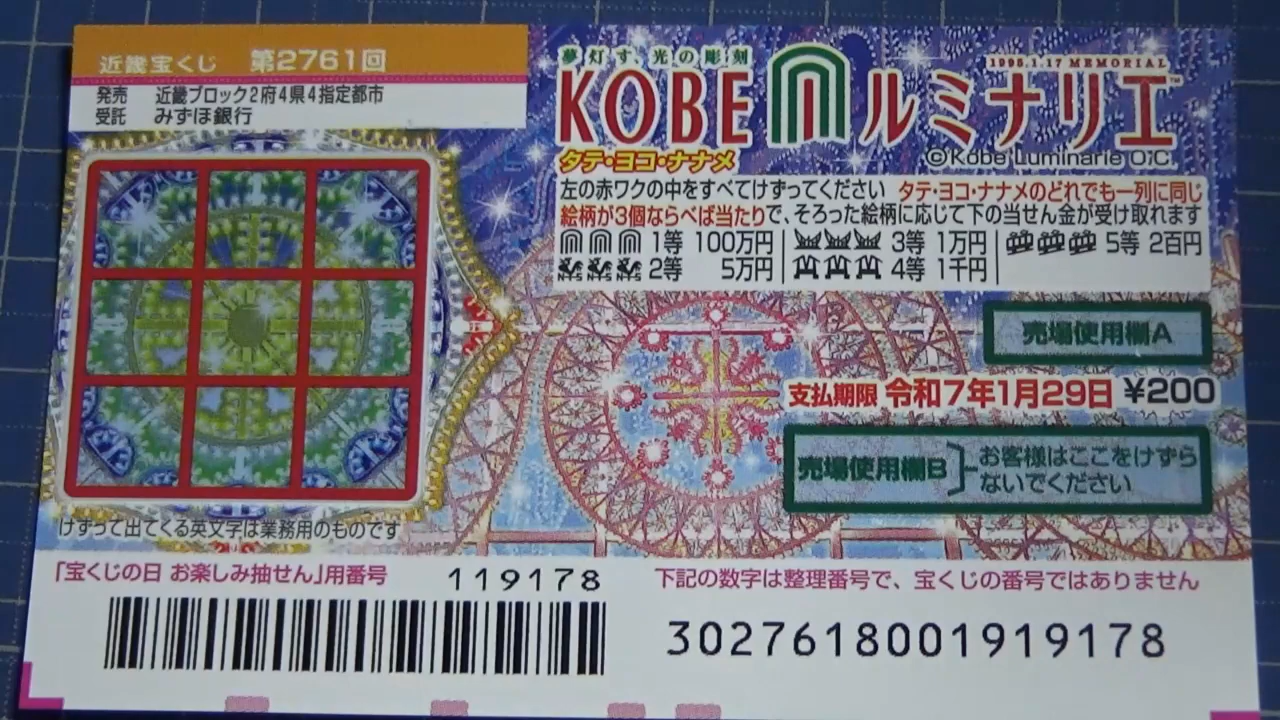 近畿宝くじ 第2761回
発売 近畿ブロック2府4県4指定都市
受託 みずほ銀行
夢灯す、光の彫刻
1995.1.17 MEMORIAL
KOBE ルミナリエ™
©Kobe Luminarie O.C.
タテ・ヨコ・ナナメ
左の赤ワクの中をすべてけずってください タテ・ヨコ・ナナメのどれでも一列に同じ
絵柄が3個ならべば当たりで、そろった絵柄に応じて下の当せん金が受け取れます
1等 100万円 3等 1万円 5等 2百円
2等 5万円 4等 1千円
売場使用欄A
支払期限 令和7年1月29日 ¥200
売場使用欄B
お客様はここをけずら
ないでください
けずって出てくる英文字は業務用のものです
「宝くじの日 お楽しみ抽せん」用番号 119178
下記の数字は整理番号で、宝くじの番号ではありません
3027618001919178